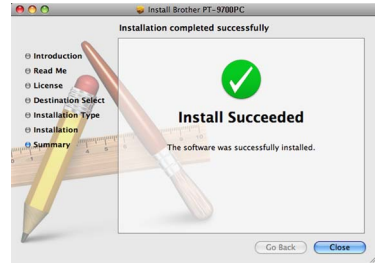 Install Brother PT-9700PC
Installation completed successfully
Introduction
Read Me
License
Destination Select
Installation Type
Installation
Summary
Install Succeeded
The software was successfully installed.
Go Back
Close